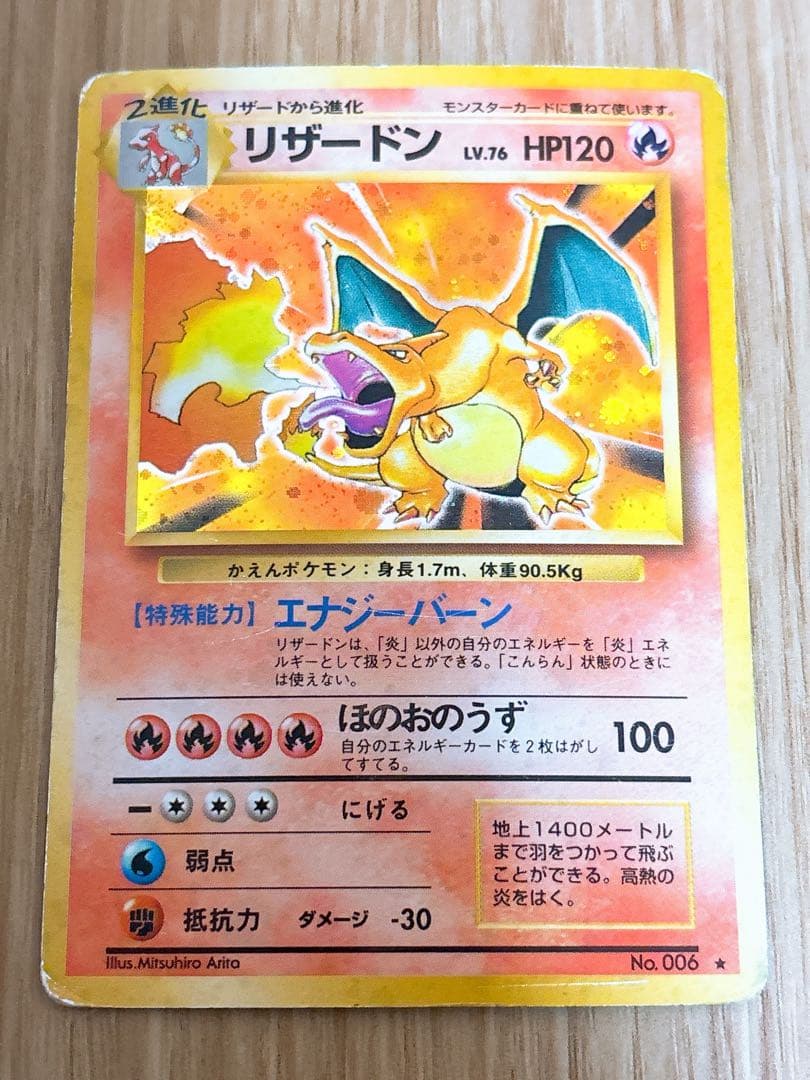 2進化 リザードから進化 モンスターカードに重ねて使います。
リザードン LV.76 HP120
かえんポケモン：身長1.7m、体重90.5Kg
【特殊能力】エナジーバーン
リザードンは、「炎」以外の自分のエネルギーを「炎」エネ
ルギーとして扱うことができる。「こんらん」状態のときに
は使えない。
ほのおのうず 100
自分のエネルギーカードを2枚はがし
てすてる。
にげる
弱点
抵抗力 ダメージ -30
地上1400メートル
まで羽をつかって飛ぶ
ことができる。高熱の
炎をはく。
Illus.Mitsuhiro Arita No. 006 ★